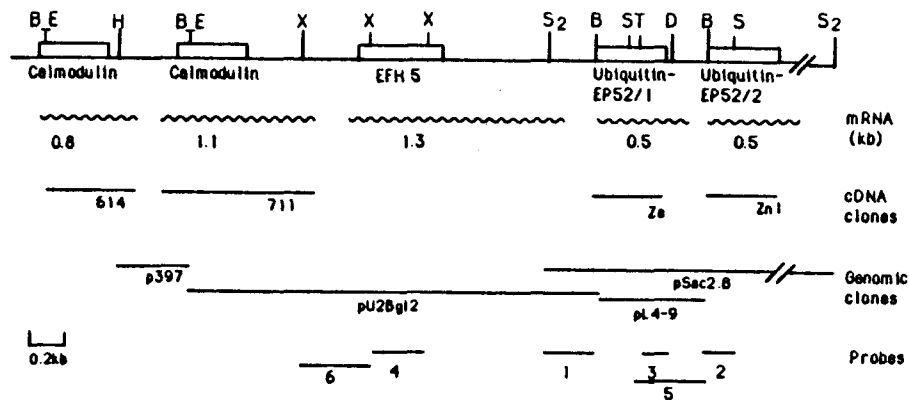 B E H B E X X X S2 B S T D B S S2
Calmodulin Calmodulin EFH 5 Ubiquitin- Ubiquitin-
EP52/1 EP52/2
mRNA
0.8 1.1 1.3 0.5 0.5 (kb)
cDNA
614 711 Za Zn1 clones
p397 pSac2.8 Genomic
pU2Bgl2 pL4-9 clones
0.2kb Probes
6 4 1 3 2
5